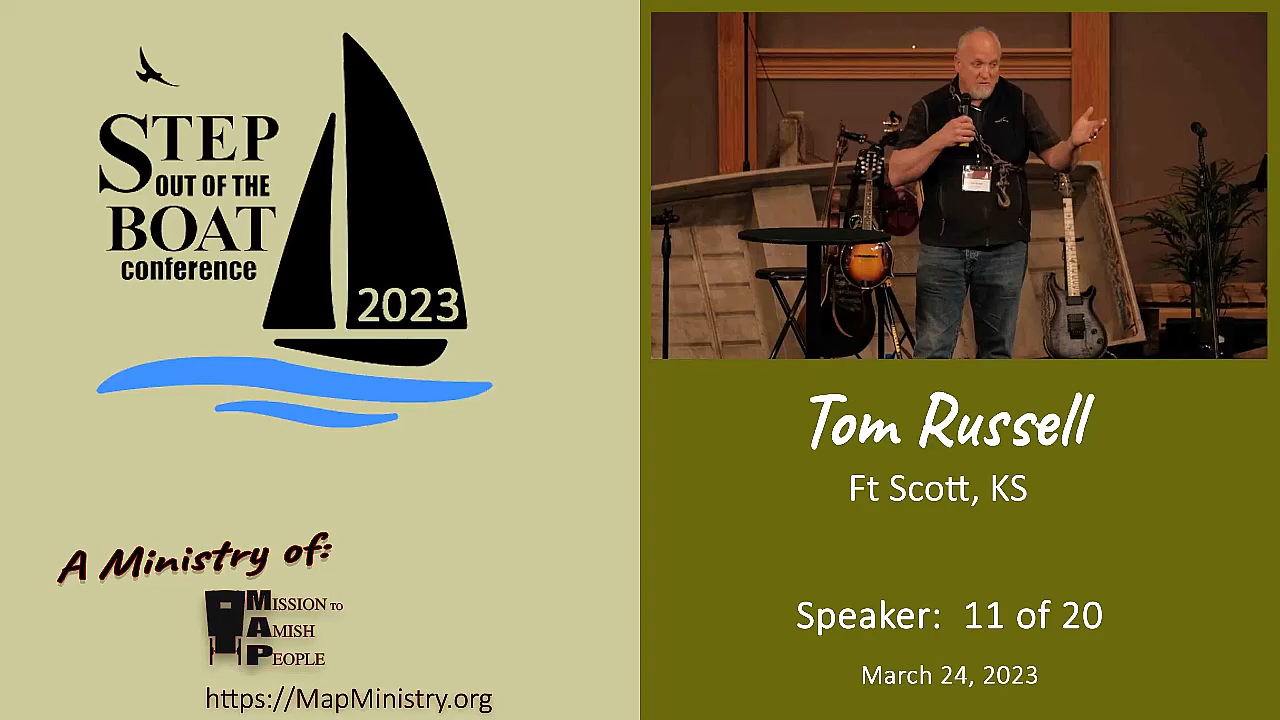 STEP
OUT OF THE
BOAT
conference
2023
A Ministry of:
MISSION TO
AMISH
PEOPLE
https://MapMinistry.org
Tom Russell
Ft Scott, KS
Speaker: 11 of 20
March 24, 2023